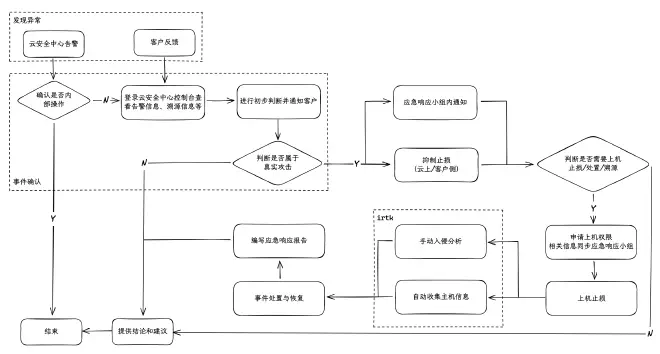 发现异常
云安全中心告警
客户反馈
确认是否内
部操作
N
登录云安全中心控制台查
看告警信息、溯源信息等
进行初步判断并通知客户
应急响应小组内通知
判断是否属于
真实攻击
N
Y
抑制止损
(云上/客户侧)
判断是否需要上机
止损/处置/溯源
事件确认
Y
Y
irtk
编写应急响应报告
手动入侵分析
申请上机权限
相关信息同步应急响应小组
事件处置与恢复
自动收集主机信息
上机止损
结束
提供结论和建议
N